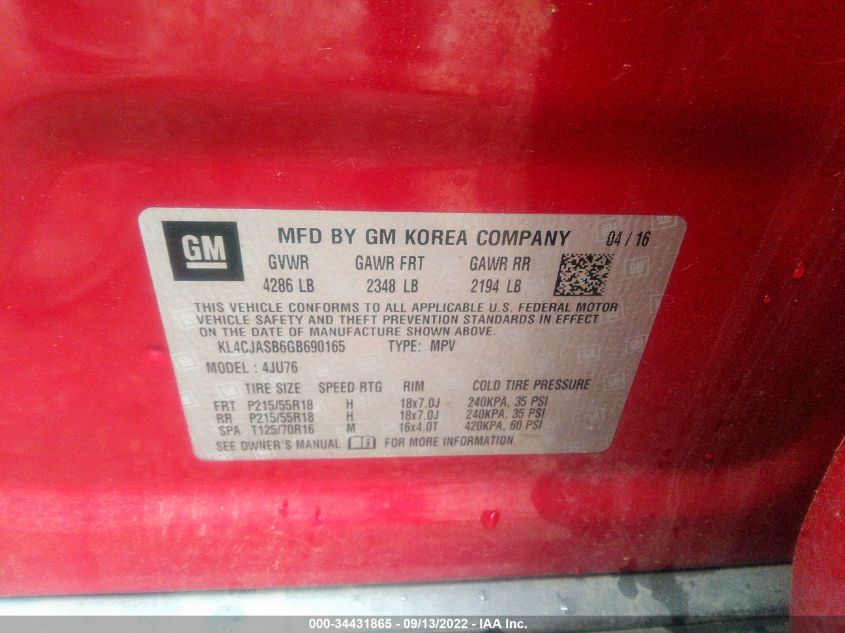 GM MFD BY GM KOREA COMPANY 04 / 16
GVWR GAWR FRT GAWR RR
4286 LB 2348 LB 2194 LB
THIS VEHICLE CONFORMS TO ALL APPLICABLE U.S. FEDERAL MOTOR
VEHICLE SAFETY AND THEFT PREVENTION STANDARDS IN EFFECT
ON THE DATE OF MANUFACTURE SHOWN ABOVE.
KL4CJASB6GB690165 TYPE: MPV
MODEL : 4JU76
TIRE SIZE SPEED RTG RIM COLD TIRE PRESSURE
FRT P215/55R18 H 18x7.0J 240KPA, 35 PSI
RR P215/55R18 H 18x7.0J 240KPA, 35 PSI
SPA T125/70R16 M 16x4.0T 420KPA, 60 PSI
SEE OWNER'S MANUAL FOR MORE INFORMATION.
000-34431865 - 09/13/2022 - IAA Inc.